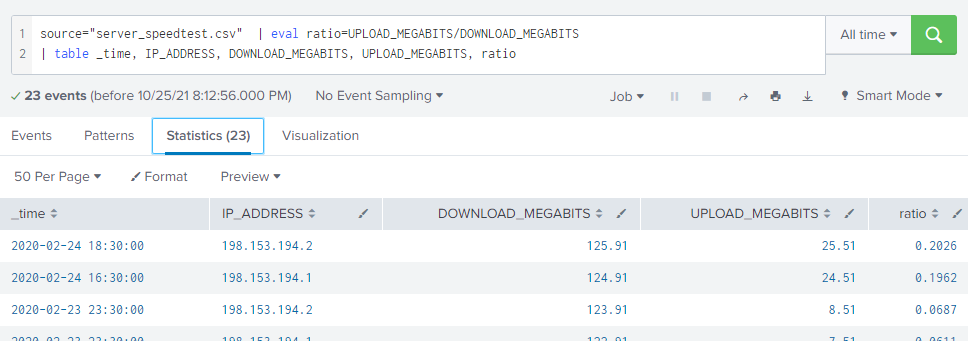 1 source="server_speedtest.csv" | eval ratio=UPLOAD_MEGABITS/DOWNLOAD_MEGABITS
2 | table _time, IP_ADDRESS, DOWNLOAD_MEGABITS, UPLOAD_MEGABITS, ratio
All time
23 events (before 10/25/21 8:12:56.000 PM) No Event Sampling Job Smart Mode
Events Patterns Statistics (23) Visualization
50 Per Page Format Preview
_time IP_ADDRESS DOWNLOAD_MEGABITS UPLOAD_MEGABITS ratio
2020-02-24 18:30:00 198.153.194.2 125.91 25.51 0.2026
2020-02-24 16:30:00 198.153.194.1 124.91 24.51 0.1962
2020-02-23 23:30:00 198.153.194.2 123.91 8.51 0.0687